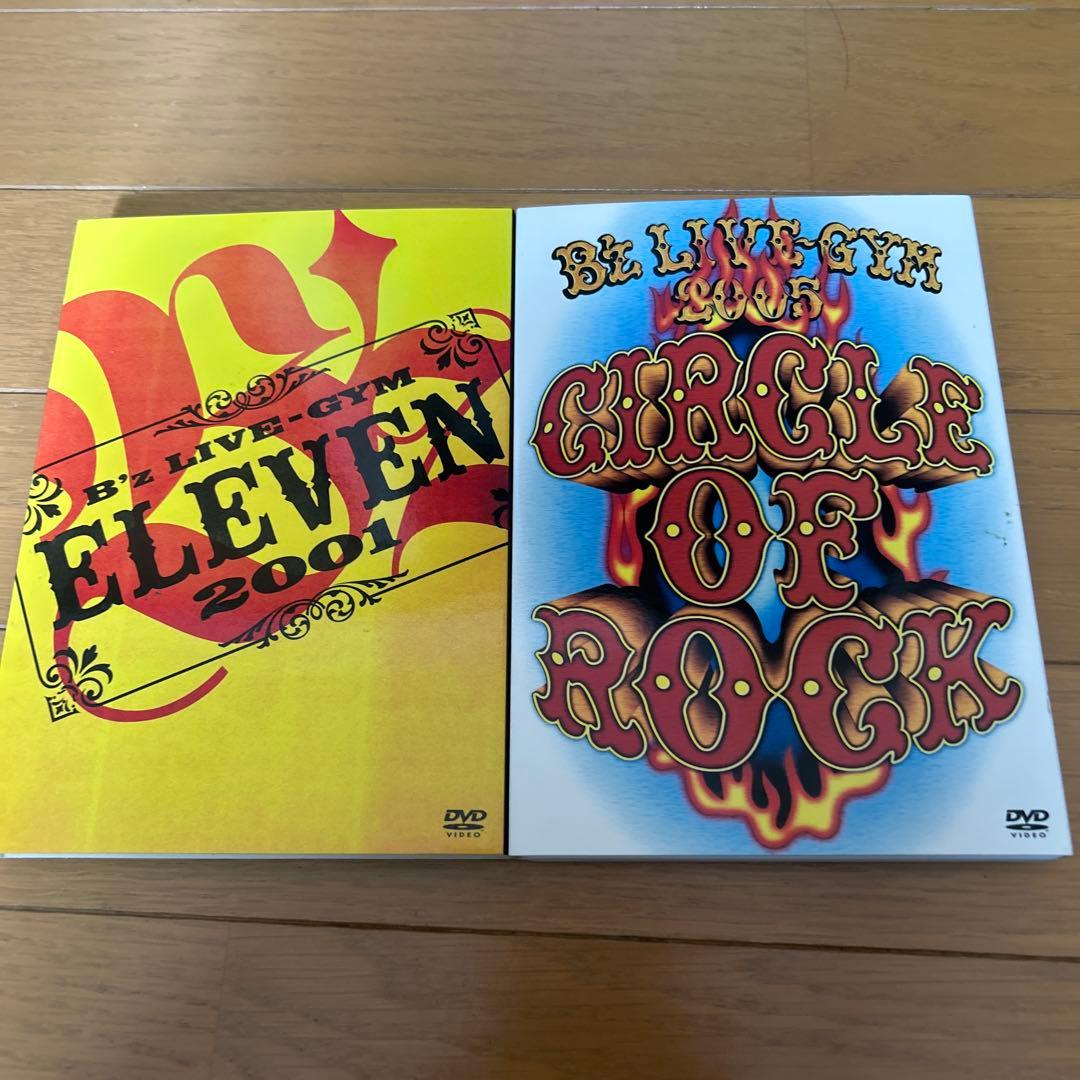 B'z LIVE-GYM
ELEVEN
2001
DVD
VIDEO
B'z LIVE-GYM
2005
CIRCLE
OF
ROCK
DVD
VIDEO